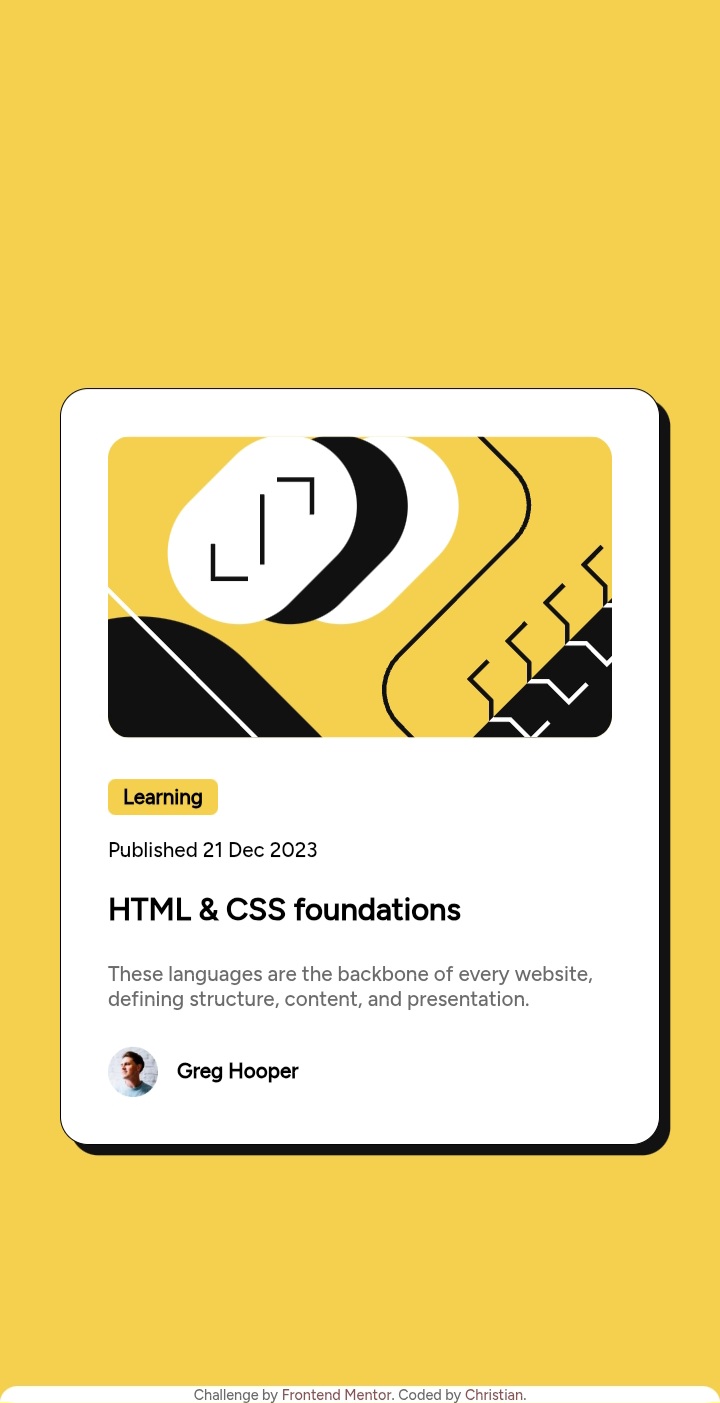 Learning
Published 21 Dec 2023
HTML & CSS foundations
These languages are the backbone of every website,
defining structure, content, and presentation.
Greg Hooper
Challenge by Frontend Mentor. Coded by Christian.